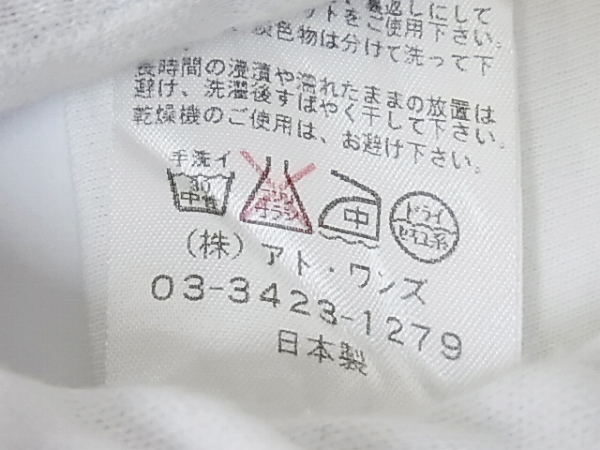 裏返しにして
ットをご使用下さい。
淡色物は分けて洗って下
長時間の浸漬や濡れたままの放置は
避け、洗濯後すばやく干して下さい。
乾燥機のご使用は、お避け下さい。
手洗イ
30
中性
エンソ
サラシ
中
ドライ
セキユ系
(株)アト・ワンズ
03-3423-1279
日本製